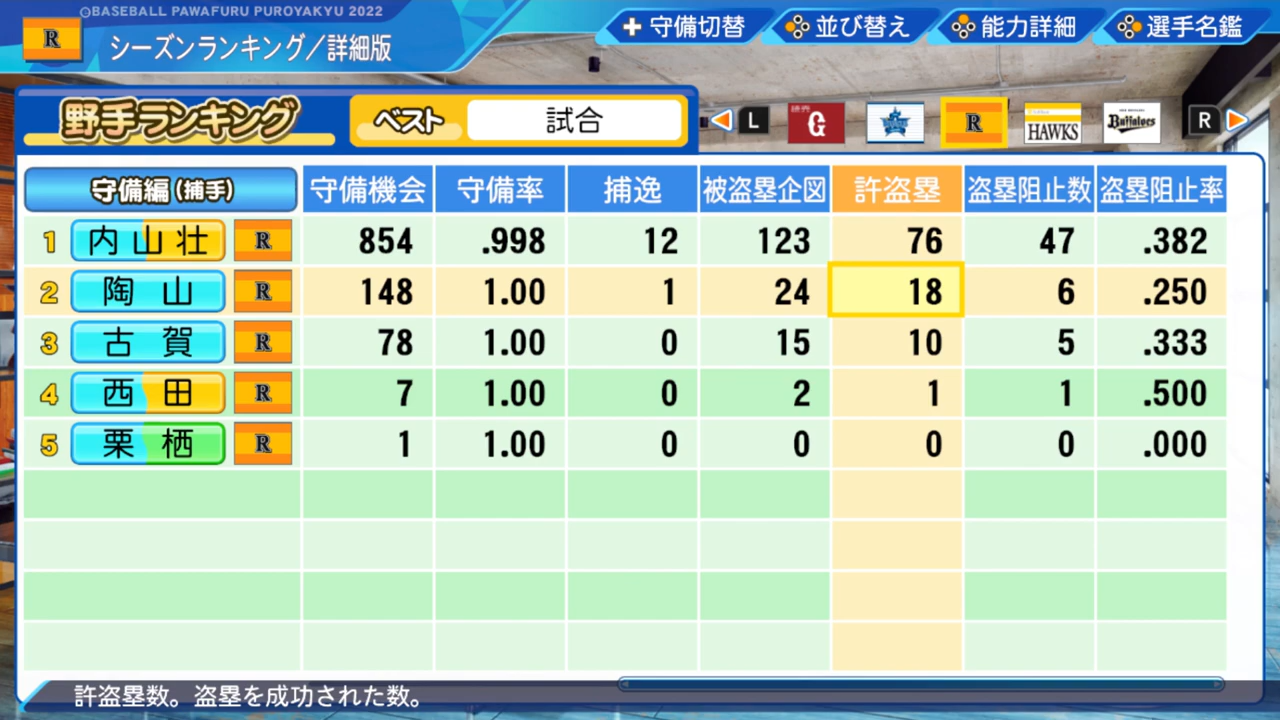 ©BASEBALL PAWAFURU PUROYAKYU 2022
R シーズンランキング/詳細版
守備切替 並び替え 能力詳細 選手名鑑
野手ランキング ベスト 試合 L G R HAWKS Buffaloes R
守備編(捕手) 守備機会 守備率 捕逸 被盗塁企図 許盗塁 盗塁阻止数 盗塁阻止率
1 内山壮 R 854 .998 12 123 76 47 .382
2 陶山 R 148 1.00 1 24 18 6 .250
3 古賀 R 78 1.00 0 15 10 5 .333
4 西田 R 7 1.00 0 2 1 1 .500
5 栗栖 R 1 1.00 0 0 0 0 .000
許盗塁数。盗塁を成功された数。